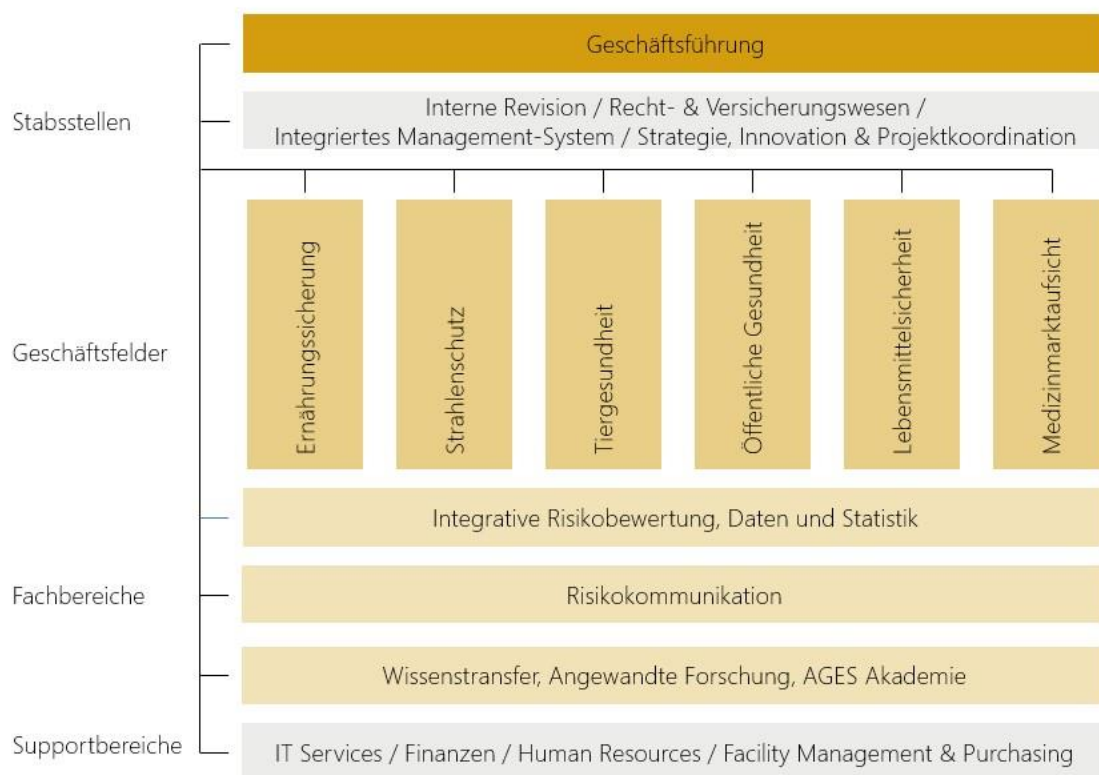 Geschäftsführung
Stabsstellen
Interne Revision / Recht- & Versicherungswesen /
Integriertes Management-System / Strategie, Innovation & Projektkoordination
Geschäftsfelder
Ernährungssicherung
Strahlenschutz
Tiergesundheit
Öffentliche Gesundheit
Lebensmittelsicherheit
Medizinmarktaufsicht
Integrative Risikobewertung, Daten und Statistik
Fachbereiche
Risikokommunikation
Wissenstransfer, Angewandte Forschung, AGES Akademie
Supportbereiche
IT Services / Finanzen / Human Resources / Facility Management & Purchasing